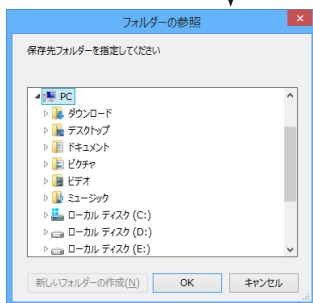 フォルダーの参照
保存先フォルダーを指定してください
PC
ダウンロード
デスクトップ
ドキュメント
ピクチャ
ビデオ
ミュージック
ローカル ディスク (C:)
ローカル ディスク (D:)
ローカル ディスク (E:)
新しいフォルダーの作成(N) OK キャンセル